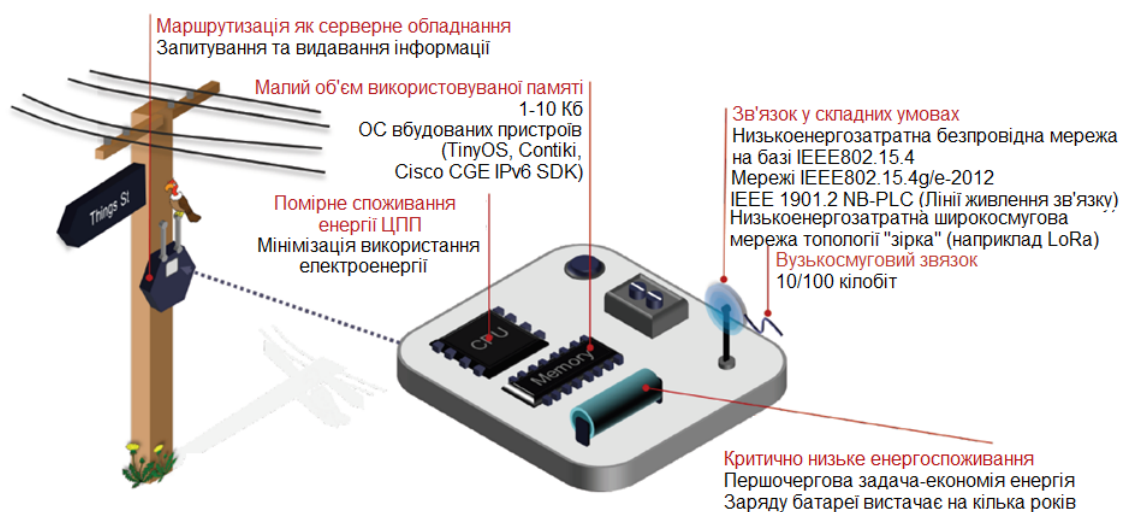 Маршрутизація як серверне обладнання
Запитування та видавання інформації
Малий об'єм використовуваної памяті
1-10 Кб
ОС вбудованих пристроїв
(TinyOS, Contiki,
Cisco CGE IPv6 SDK)
Помірне споживання
енергії ЦПП
Мінімізація використання
електроенергії
Зв'язок у складних умовах
Низькоенергозатратна безпровідна мережа
на базі IEEE802.15.4
Мережі IEEE802.15.4g/e-2012
IEEE 1901.2 NB-PLC (Лінії живлення зв'язку)
Низькоенергозатратна широкосмугова
мережа топології "зірка" (наприклад LoRa)
Вузькосмуговий звязок
10/100 кілобіт
Things St
CPU
Memory
Критично низьке енергоспоживання
Першочергова задача-економія енергія
Заряду батареї вистачає на кілька років